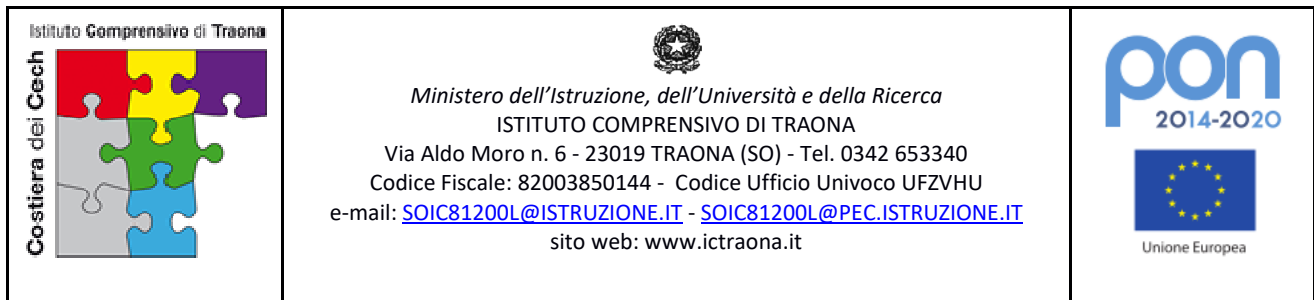 Istituto Comprensivo di Traona
Costiera dei Cech
Ministero dell'Istruzione, dell'Università e della Ricerca
ISTITUTO COMPRENSIVO DI TRAONA
Via Aldo Moro n. 6 - 23019 TRAONA (SO) - Tel. 0342 653340
Codice Fiscale: 82003850144 - Codice Ufficio Univoco UFZVHU
e-mail: SOIC81200L@ISTRUZIONE.IT - SOIC81200L@PEC.ISTRUZIONE.IT
sito web: www.ictraona.it
pon
2014-2020
Unione Europea